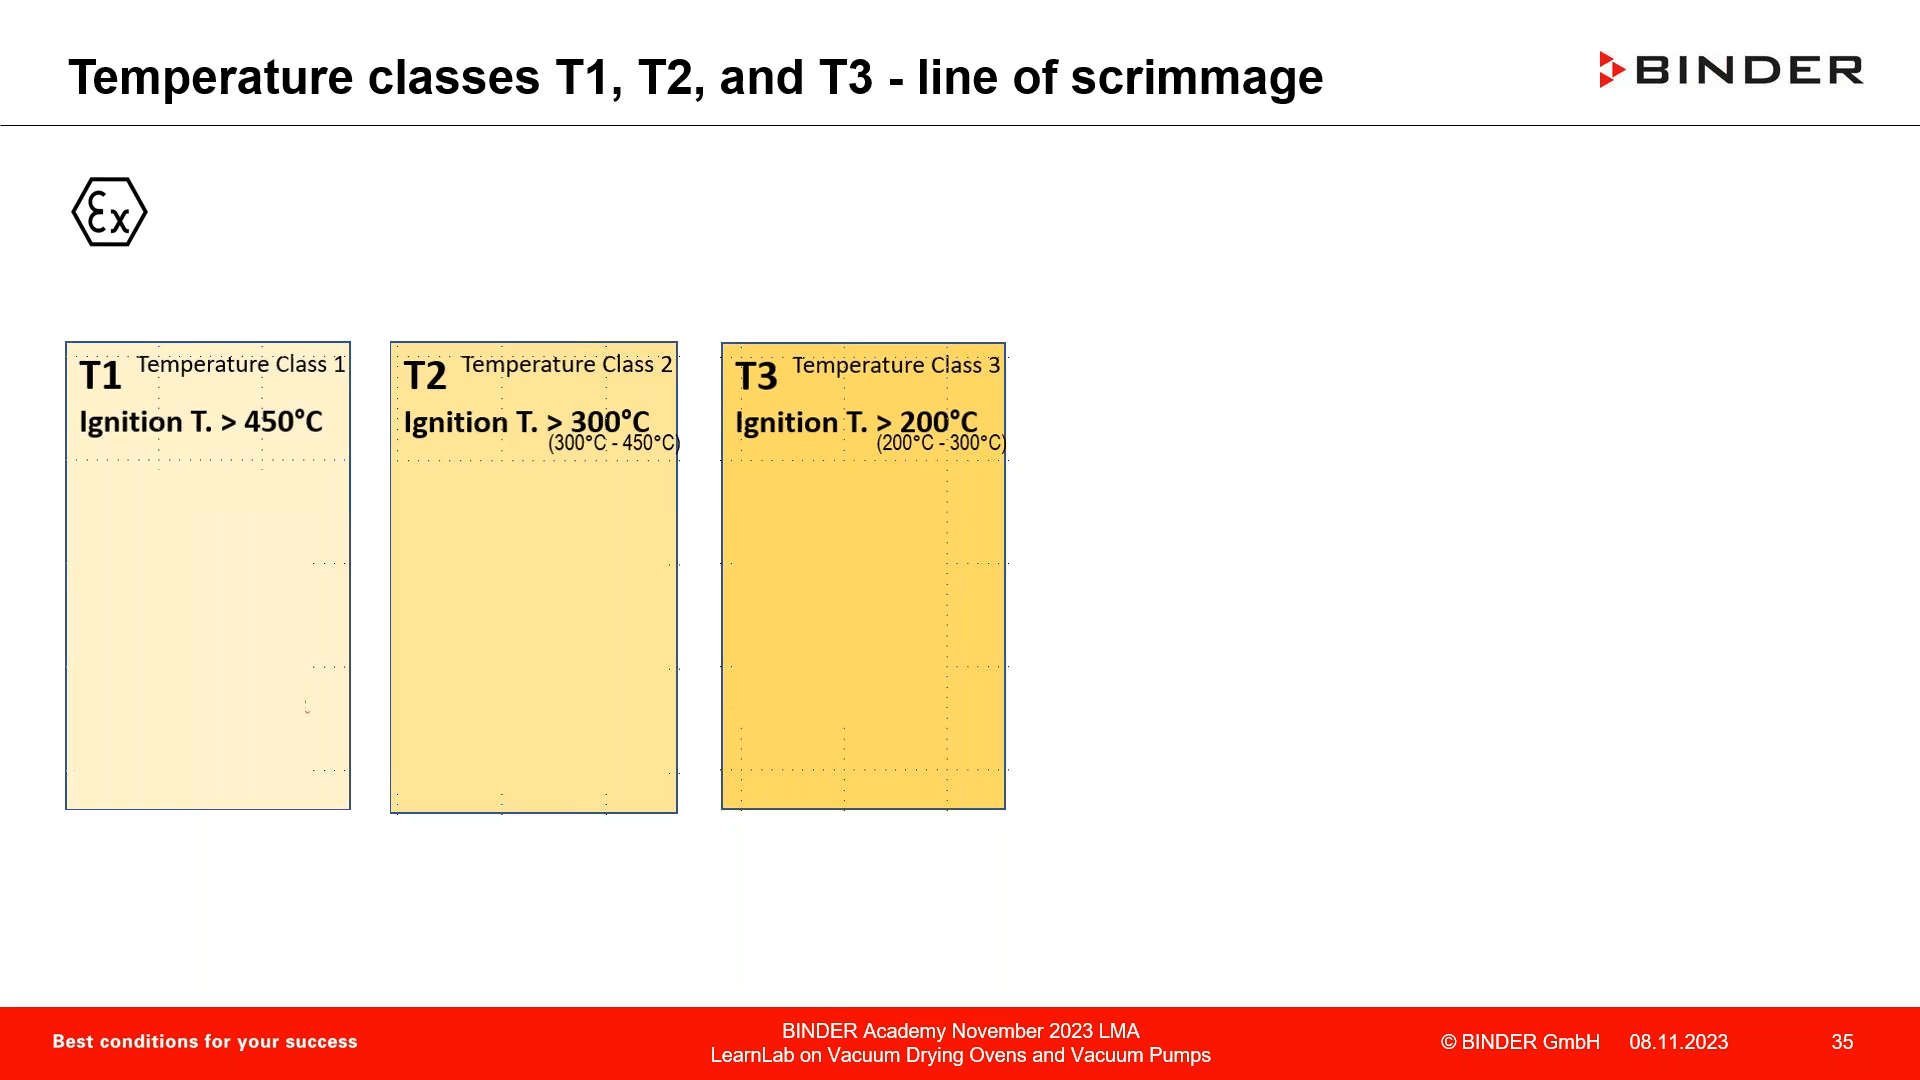 Temperature classes T1, T2, and T3 - line of scrimmage
BINDER
Ex
T1 Temperature Class 1
Ignition T. > 450°C
T2 Temperature Class 2
Ignition T. > 300°C
(300°C - 450°C)
T3 Temperature Class 3
Ignition T. > 200°C
(200°C - 300°C)
Best conditions for your success
BINDER Academy November 2023 LMA
LearnLab on Vacuum Drying Ovens and Vacuum Pumps
© BINDER GmbH 08.11.2023 35